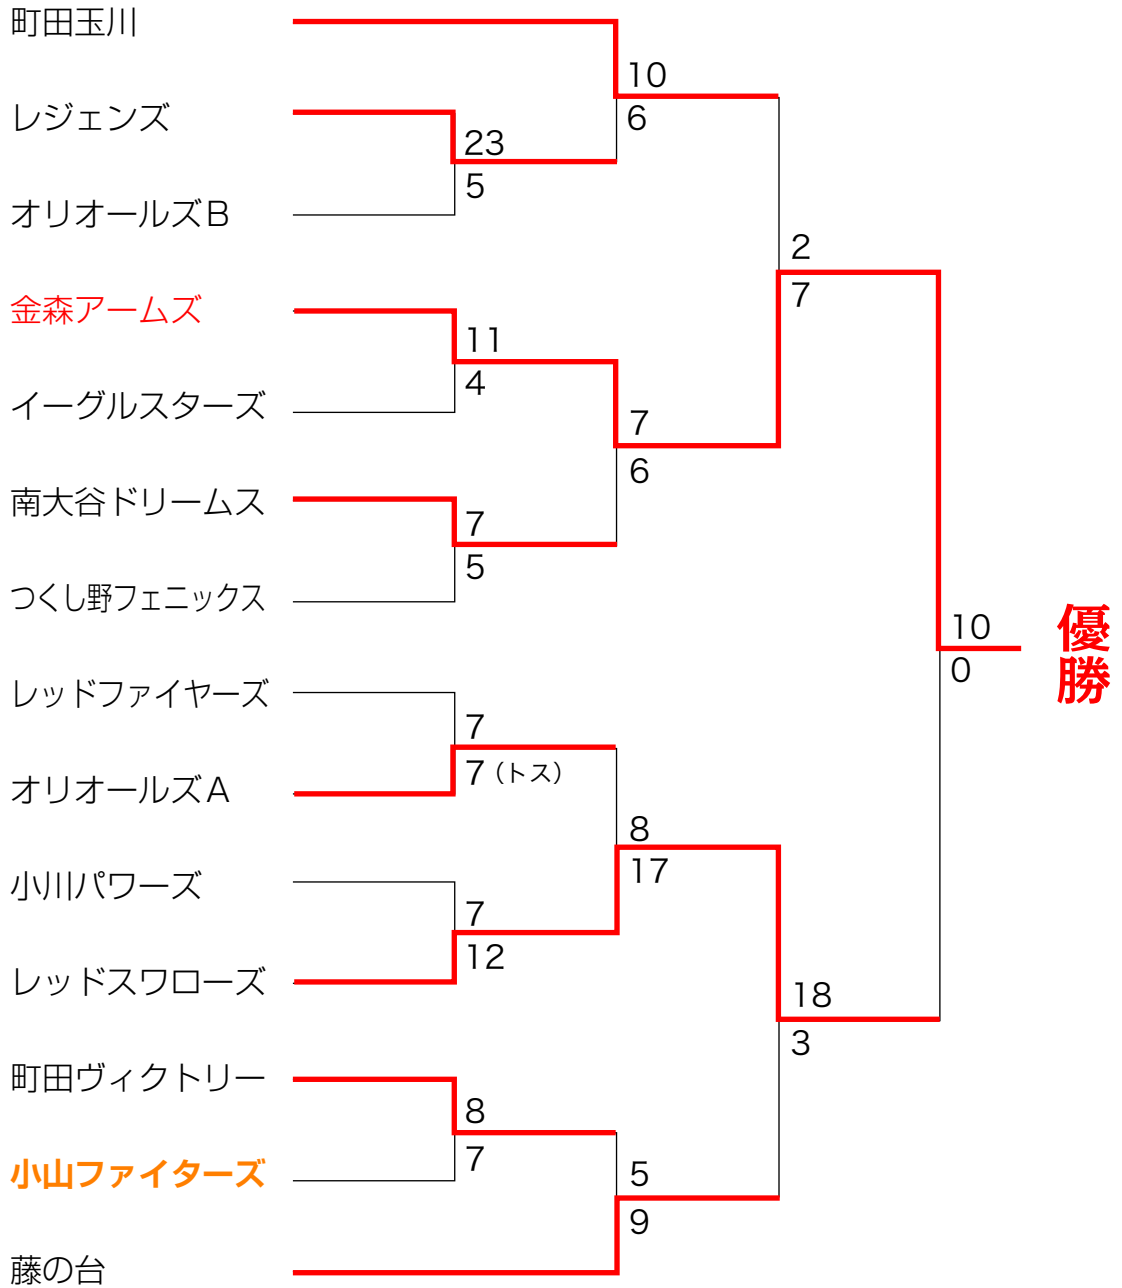 町田玉川
10
レジェンズ
6
23
5
オリオールズB
2
7
金森アームズ
11
4
イーグルスターズ
7
6
南大谷ドリームス
7
5
つくし野フェニックス
10
0
優勝
レッドファイヤーズ
7
7（トス）
オリオールズA
8
17
小川パワーズ
7
12
レッドスワローズ
18
3
町田ヴィクトリー
8
7
小山ファイターズ
5
9
藤の台